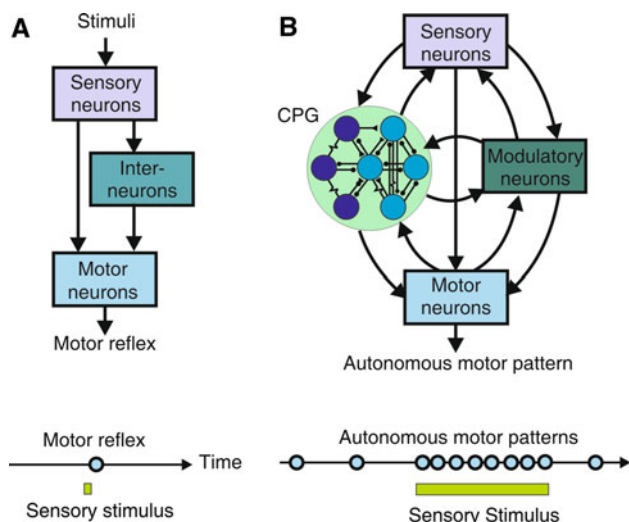 A
Stimuli
Sensory
neurons
Inter-
neurons
Motor
neurons
Motor reflex
B
Sensory
neurons
CPG
Modulatory
neurons
Motor
neurons
Autonomous motor pattern
Motor reflex
Time
Sensory stimulus
Autonomous motor patterns
Sensory Stimulus